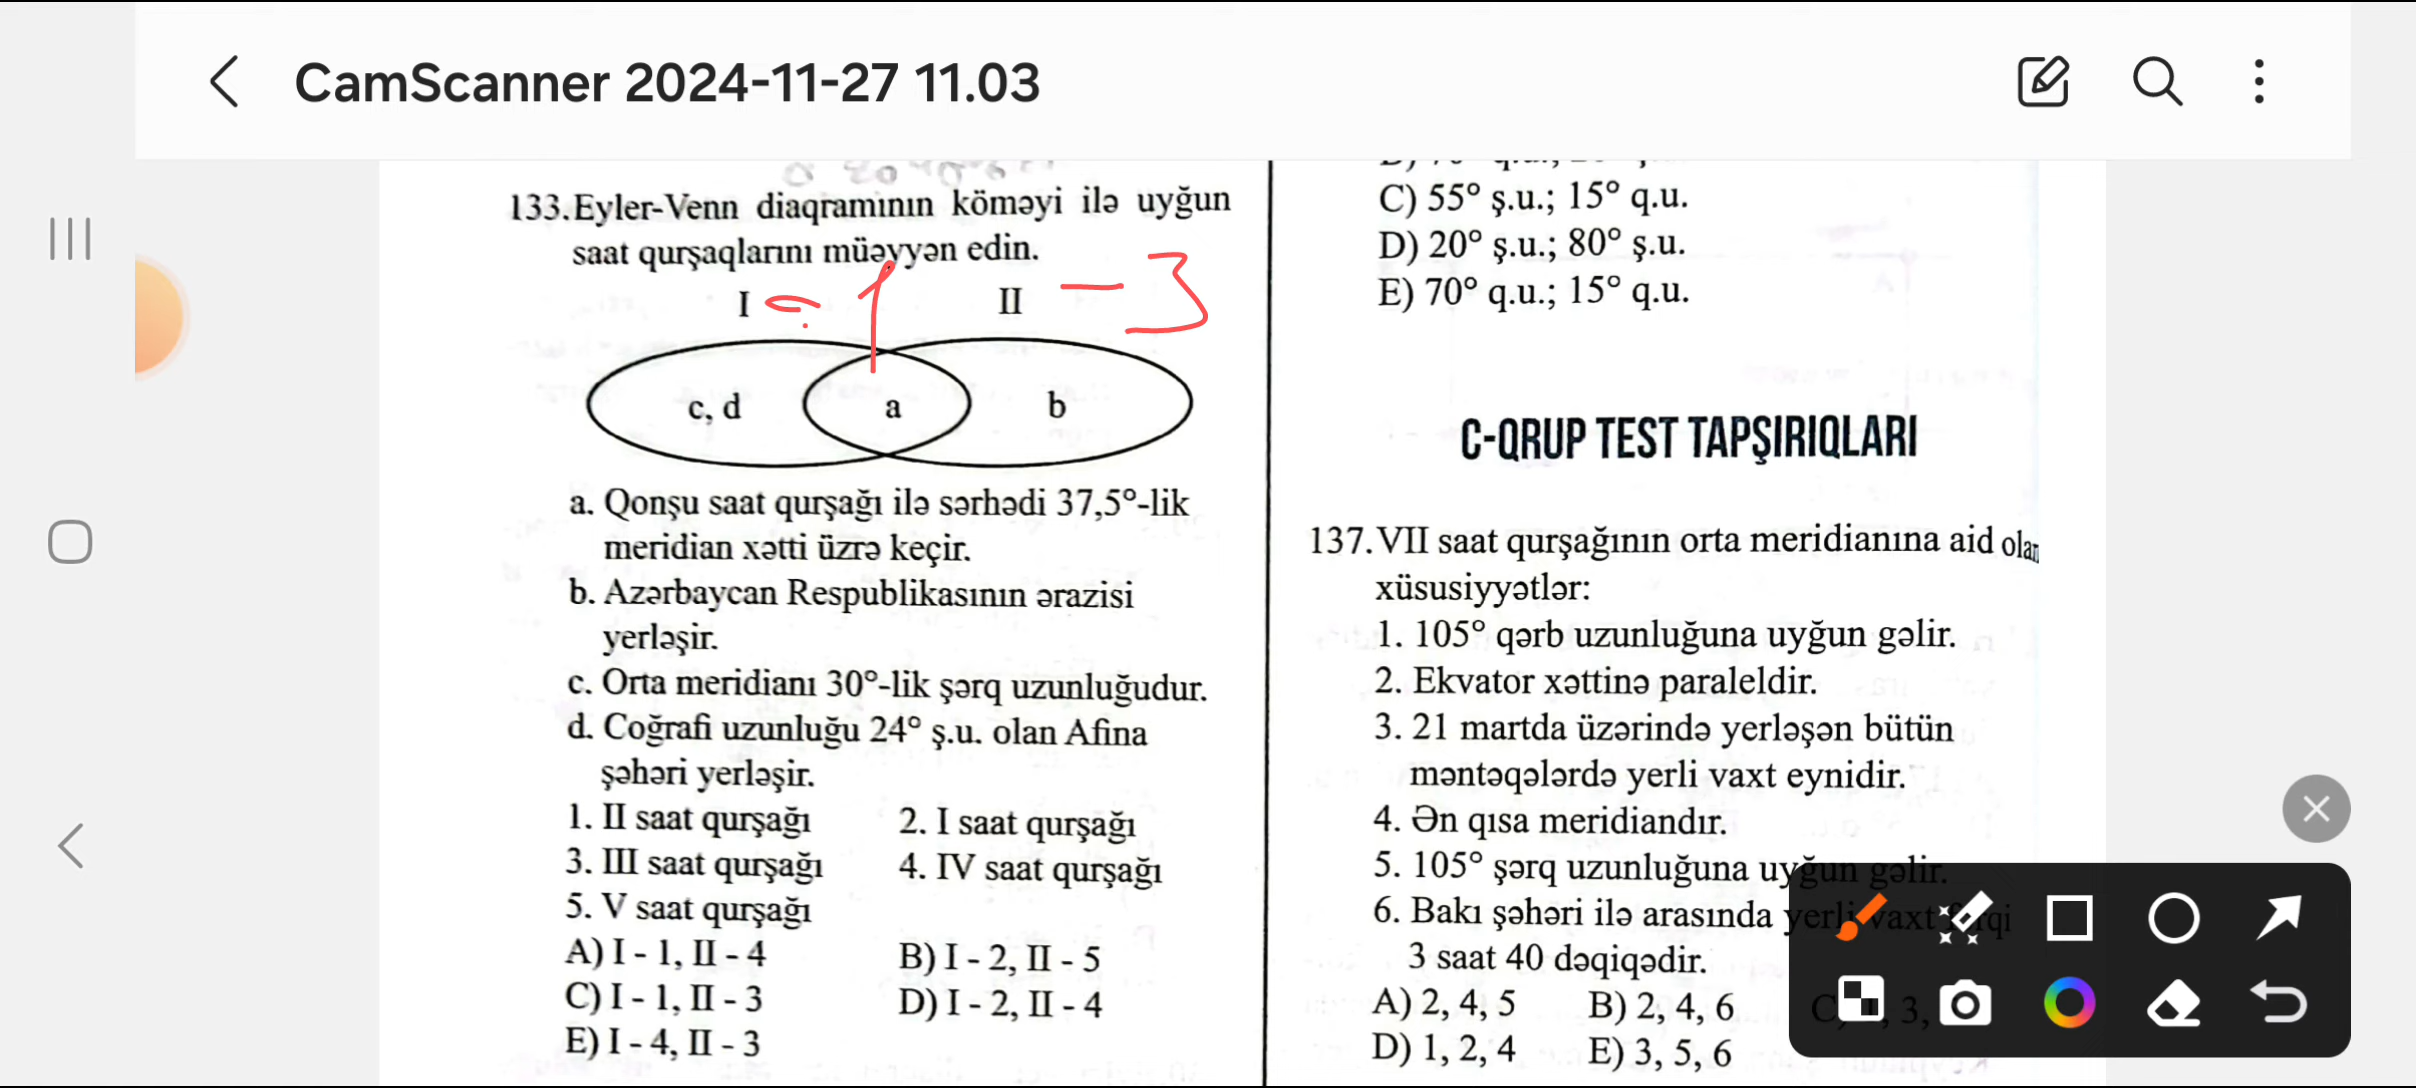 CamScanner 2024-11-27 11.03
133. Eyler-Venn diaqramının köməyi ilə uyğun
saat qurşaqlarını müəyyən edin.
I = 1 II - 3
c, d a b
a. Qonşu saat qurşağı ilə sərhədi 37,5°-lik
meridian xətti üzrə keçir.
b. Azərbaycan Respublikasının ərazisi
yerləşir.
c. Orta meridianı 30°-lik şərq uzunluğudur.
d. Coğrafi uzunluğu 24° ş.u. olan Afina
şəhəri yerləşir.
1. II saat qurşağı 2. I saat qurşağı
3. III saat qurşağı 4. IV saat qurşağı
5. V saat qurşağı
A) I - 1, II - 4 B) I - 2, II - 5
C) I - 1, II - 3 D) I - 2, II - 4
E) I - 4, II - 3
C) 55° ş.u.; 15° q.u.
D) 20° ş.u.; 80° ş.u.
E) 70° q.u.; 15° q.u.
C-QRUP TEST TAPŞIRIQLARI
137. VII saat qurşağının orta meridianına aid olan
xüsusiyyətlər:
1. 105° qərb uzunluğuna uyğun gəlir.
2. Ekvator xəttinə paraleldir.
3. 21 martda üzərində yerləşən bütün
məntəqələrdə yerli vaxt eynidir.
4. Ən qısa meridiandır.
5. 105° şərq uzunluğuna uyğun gəlir.
6. Bakı şəhəri ilə arasında yerli vaxt fərqi
3 saat 40 dəqiqədir.
A) 2, 4, 5 B) 2, 4, 6
D) 1, 2, 4 E) 3, 5, 6